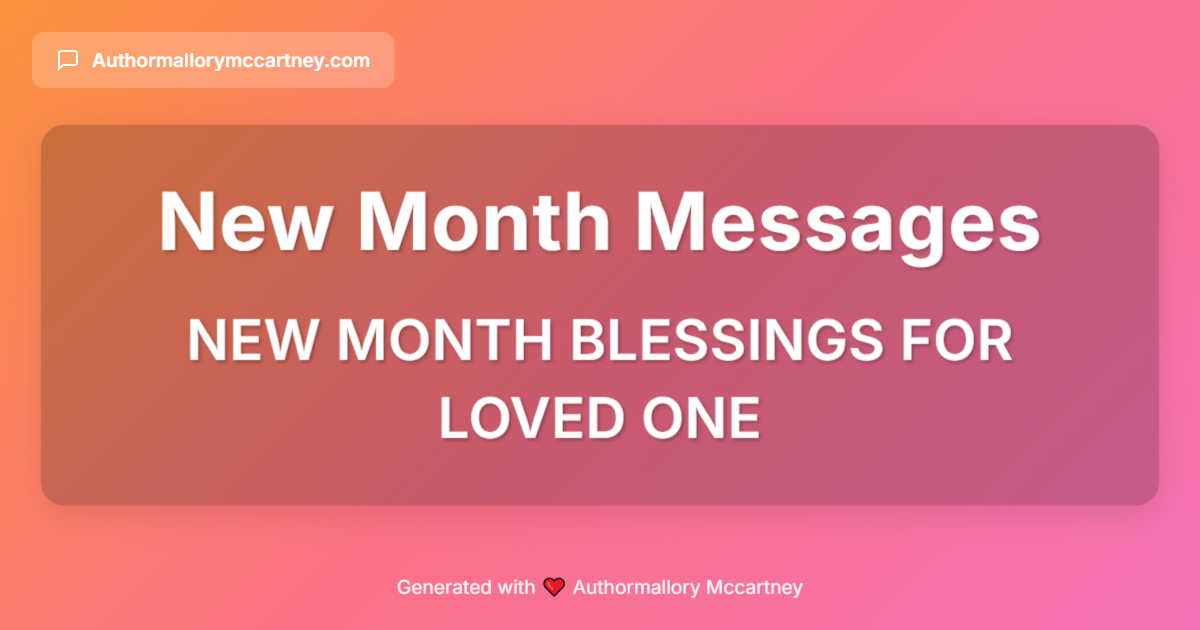 Authormallorymccartney.com
New Month Messages
NEW MONTH BLESSINGS FOR
LOVED ONE
Generated with ❤️ Authormallory Mccartney